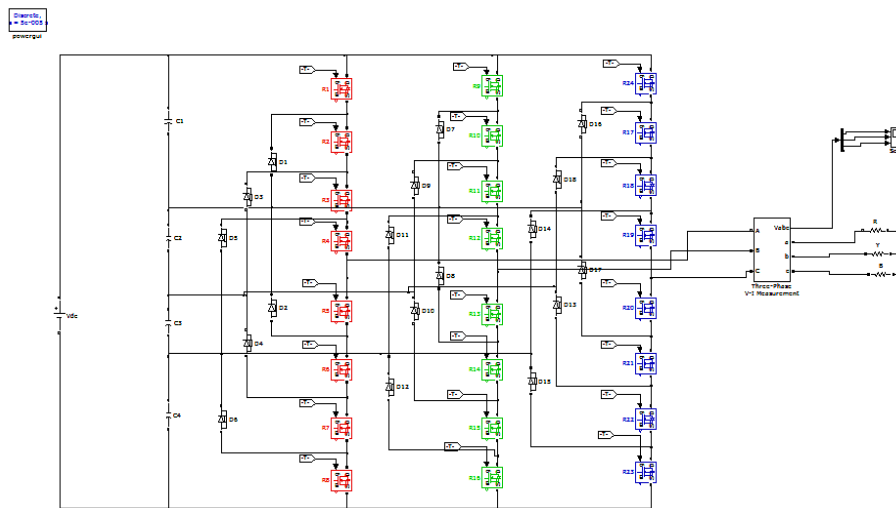 Discrete,
= 5e-005
powergui
Vdc
C1
C2
C3
C4
D1
D3
D5
D2
D4
D6
-T-
R1
-T-
R2
-T-
R3
-T-
R4
-T-
R5
-T-
R6
-T-
R7
-T-
R8
D7
D9
D11
D8
D10
D12
-T-
R9
-T-
R10
-T-
R11
-T-
R12
-T-
R13
-T-
R14
-T-
R15
-T-
R16
D16
D18
D14
D17
D13
-T-
R24
-T-
R17
-T-
R18
-T-
R19
-T-
R20
-T-
R21
-T-
R22
-T-
R23
A
B
C
Vabc
a
b
c
Three-Phase
V-I Measurement
R
Y
B